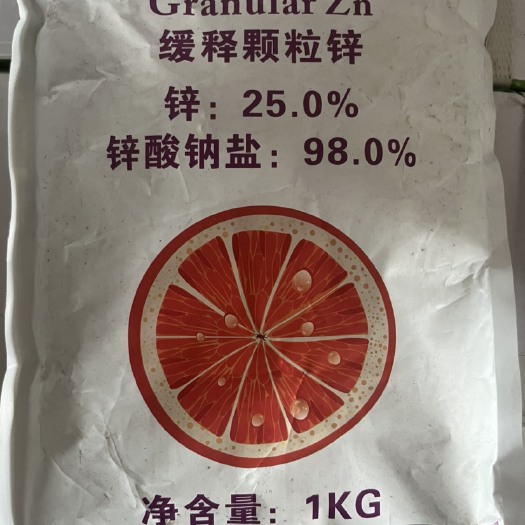 Granular Zn
缓释颗粒锌
锌：25.0%
锌酸钠盐：98.0%
净含量：1KG